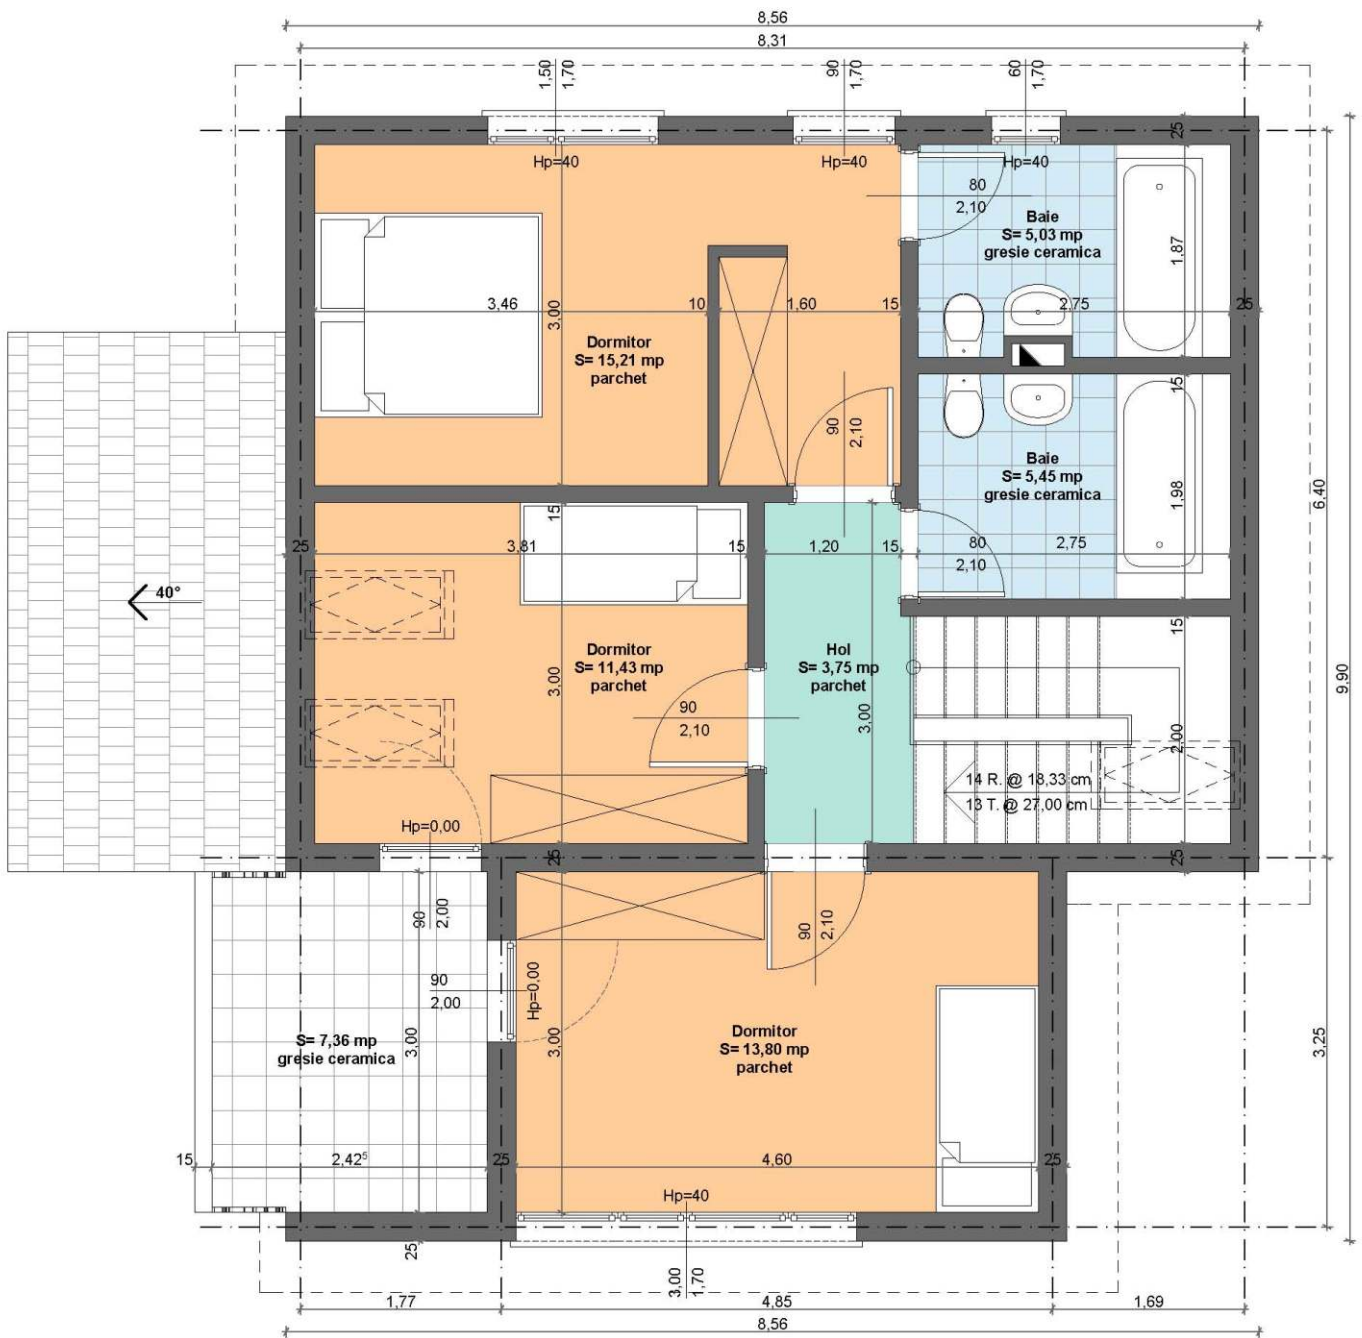 8,56
8,31
1,50
1,70
90
1,70
60
1,70
25
Hp=40
Hp=40
Hp=40
80
2,10
Baie
S= 5,03 mp
gresie ceramica
1,87
3,46
3,00
10
1,60
15
2,75
25
Dormitor
S= 15,21 mp
parchet
90
2,10
15
Baie
S= 5,45 mp
gresie ceramica
1,98
6,40
15
25
3,81
15
1,20
15
80
2,10
2,75
40°
15
Dormitor
S= 11,43 mp
parchet
Hol
S= 3,75 mp
parchet
3,00
3,00
90
2,10
2,00
9,90
14 R. @ 18,33 cm
13 T. @ 27,00 cm
Hp=0,00
25
25
90
2,00
90
2,10
90
2,00
Hp=0,00
S= 7,36 mp
gresie ceramica
3,00
3,00
Dormitor
S= 13,80 mp
parchet
3,25
15
2,42⁵
25
4,60
25
Hp=40
25
3,00
1,70
1,77
4,85
1,69
8,56